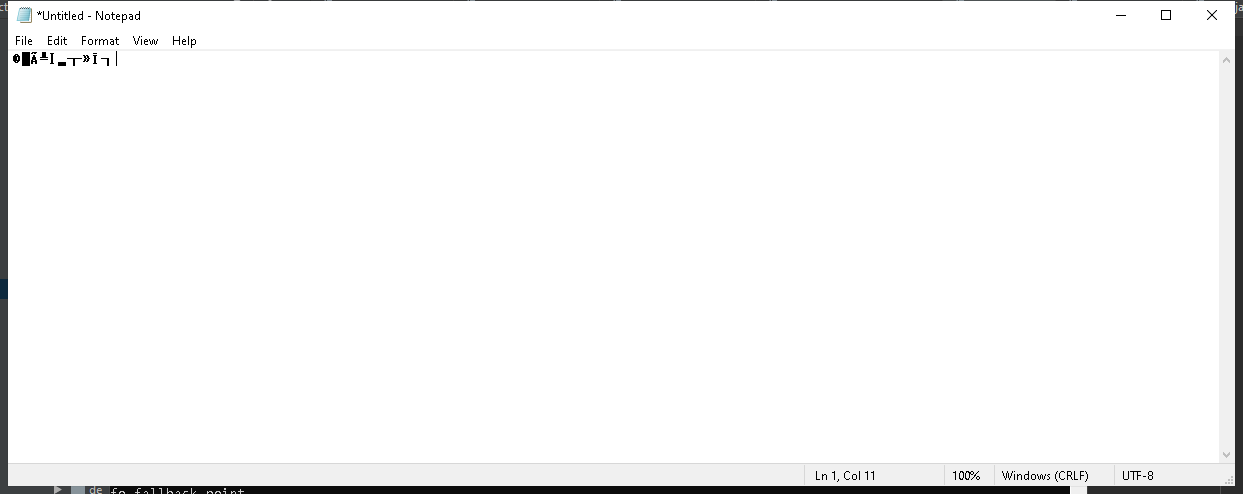 *Untitled - Notepad
File Edit Format View Help
Ln 1, Col 11 100% Windows (CRLF) UTF-8
de fo fallback point